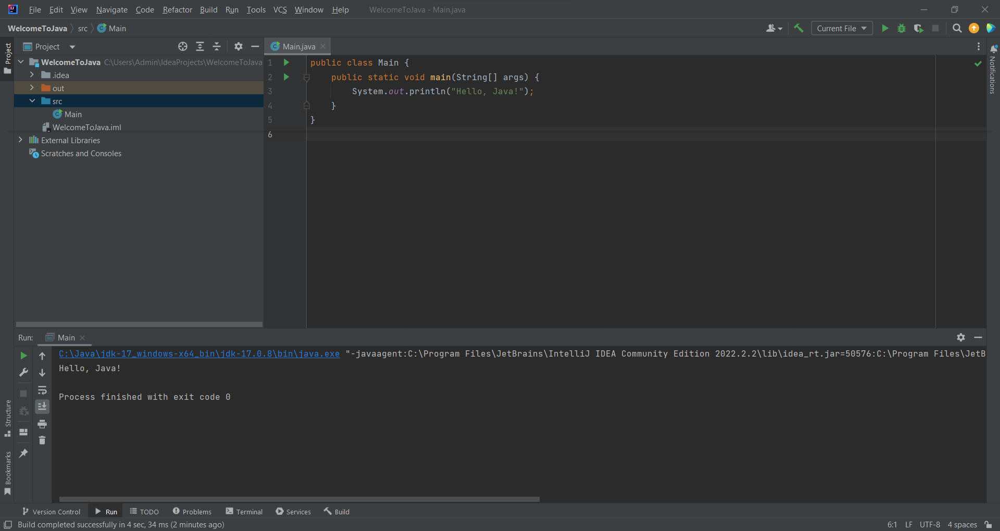 File Edit View Navigate Code Refactor Build Run Tools VCS Window Help WelcomeToJava - Main.java
WelcomeToJava src Main Current File
Project Project Main.java Notifications
WelcomeToJava C:\Users\Admin\IdeaProjects\WelcomeToJava
.idea
out
src
Main
WelcomeToJava.iml
External Libraries
Scratches and Consoles
1 public class Main {
2 public static void main(String[] args) {
3 System.out.println("Hello, Java!");
4 }
5 }
6
Run: Main
C:\Java\jdk-17_windows-x64_bin\jdk-17.0.8\bin\java.exe "-javaagent:C:\Program Files\JetBrains\IntelliJ IDEA Community Edition 2022.2.2\lib\idea_rt.jar=50576:C:\Program Files\JetB
Hello, Java!
Process finished with exit code 0
Structure
Bookmarks
Version Control Run TODO Problems Terminal Services Build
Build completed successfully in 4 sec, 34 ms (2 minutes ago) 6:1 LF UTF-8 4 spaces